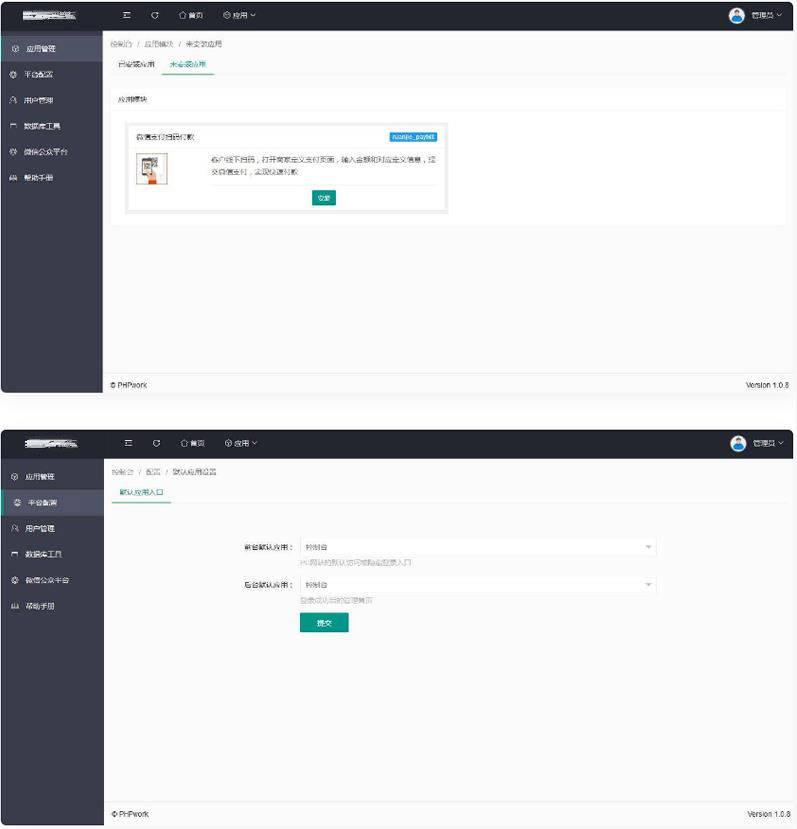 首页
应用
管理员
应用管理
平台配置
用户管理
数据库工具
微信公众平台
帮助手册
控制台 / 应用模块 / 未安装应用
已安装应用
未安装应用
应用模块
微信支付扫码付款
ruanjie_paybill
客户线下扫码，打开商家定义支付页面，输入金额和对应定义信息，提
交微信支付，实现快速付款
安装
© PHPwork
Version 1.0.8
首页
应用
管理员
应用管理
平台配置
用户管理
数据库工具
微信公众平台
帮助手册
控制台 / 配置 / 默认应用设置
默认应用入口
前台默认应用：
控制台
PC网站的默认访问或隐藏登录入口
后台默认应用：
控制台
登录成功后的管理首页
提交
© PHPwork
Version 1.0.8